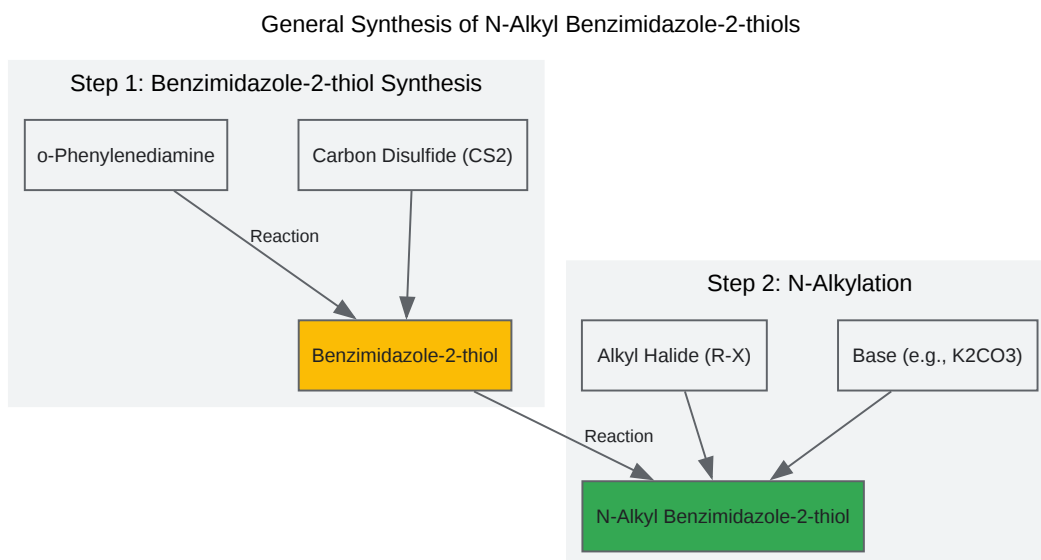 General Synthesis of N-Alkyl Benzimidazole-2-thiols
Step 1: Benzimidazole-2-thiol Synthesis
o-Phenylenediamine
Carbon Disulfide (CS2)
Reaction
Benzimidazole-2-thiol
Step 2: N-Alkylation
Alkyl Halide (R-X)
Base (e.g., K2CO3)
Reaction
N-Alkyl Benzimidazole-2-thiol